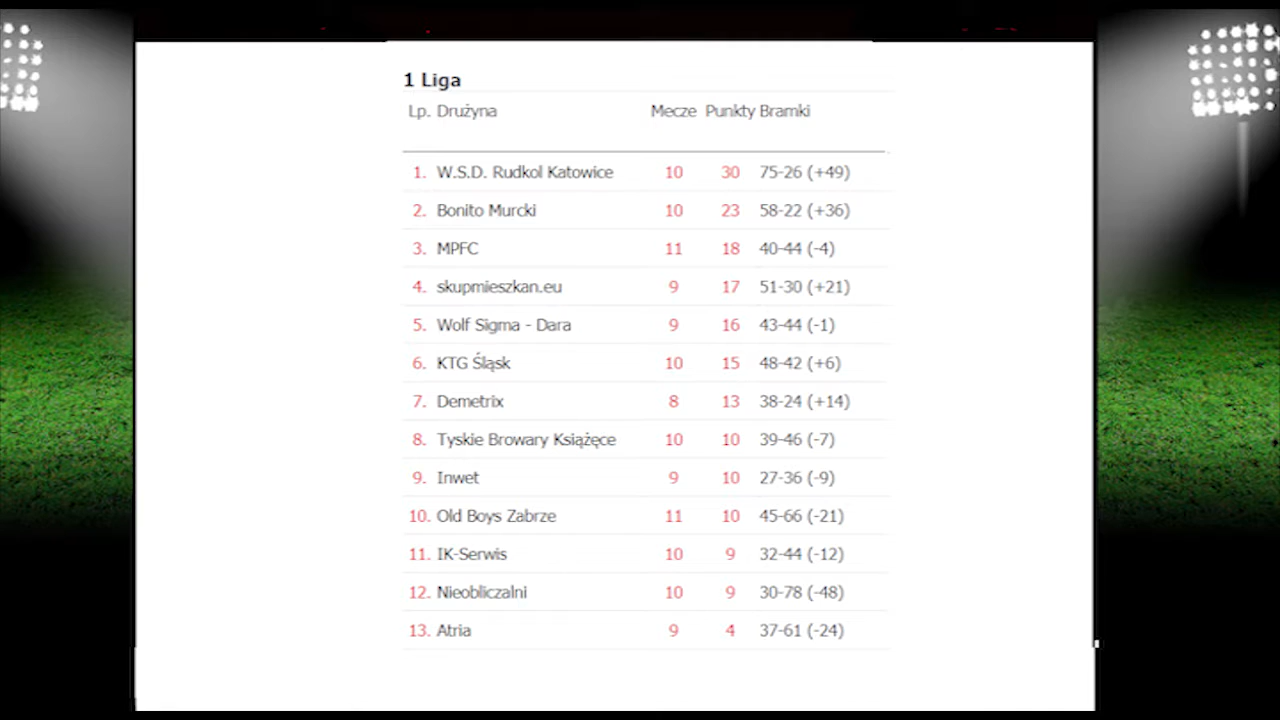 1 Liga
Lp. Drużyna Mecze Punkty Bramki
1. W.S.D. Rudkol Katowice 10 30 75-26 (+49)
2. Bonito Murcki 10 23 58-22 (+36)
3. MPFC 11 18 40-44 (-4)
4. skupmieszkan.eu 9 17 51-30 (+21)
5. Wolf Sigma - Dara 9 16 43-44 (-1)
6. KTG Śląsk 10 15 48-42 (+6)
7. Demetrix 8 13 38-24 (+14)
8. Tyskie Browary Książęce 10 10 39-46 (-7)
9. Inwet 9 10 27-36 (-9)
10. Old Boys Zabrze 11 10 45-66 (-21)
11. IK-Serwis 10 9 32-44 (-12)
12. Nieobliczalni 10 9 30-78 (-48)
13. Atria 9 4 37-61 (-24)